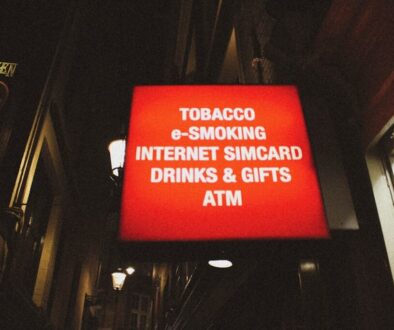 TOBACCO
e-SMOKING
INTERNET SIMCARD
DRINKS & GIFTS
ATM